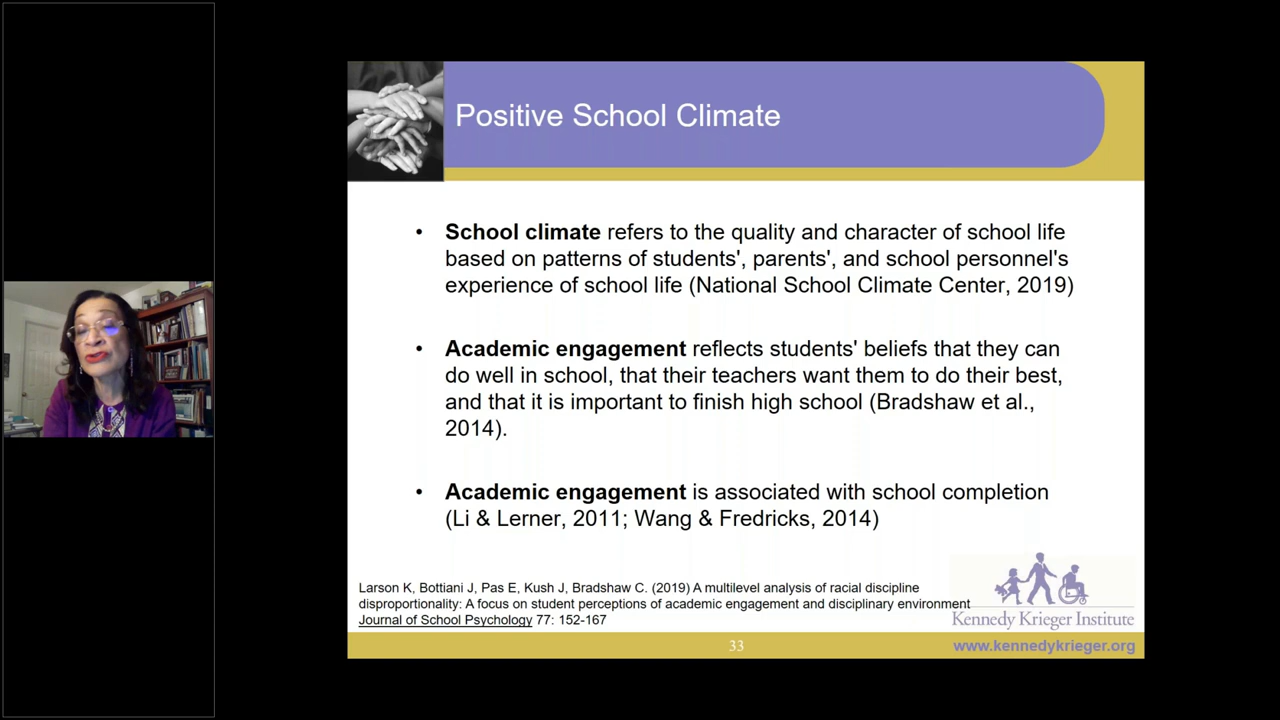 Positive School Climate
• School climate refers to the quality and character of school life
based on patterns of students', parents', and school personnel's
experience of school life (National School Climate Center, 2019)
• Academic engagement reflects students' beliefs that they can
do well in school, that their teachers want them to do their best,
and that it is important to finish high school (Bradshaw et al.,
2014).
• Academic engagement is associated with school completion
(Li & Lerner, 2011; Wang & Fredricks, 2014)
Larson K, Bottiani J, Pas E, Kush J, Bradshaw C. (2019) A multilevel analysis of racial discipline
disproportionality: A focus on student perceptions of academic engagement and disciplinary environment
Journal of School Psychology 77: 152-167
Kennedy Krieger Institute
33
www.kennedykrieger.org